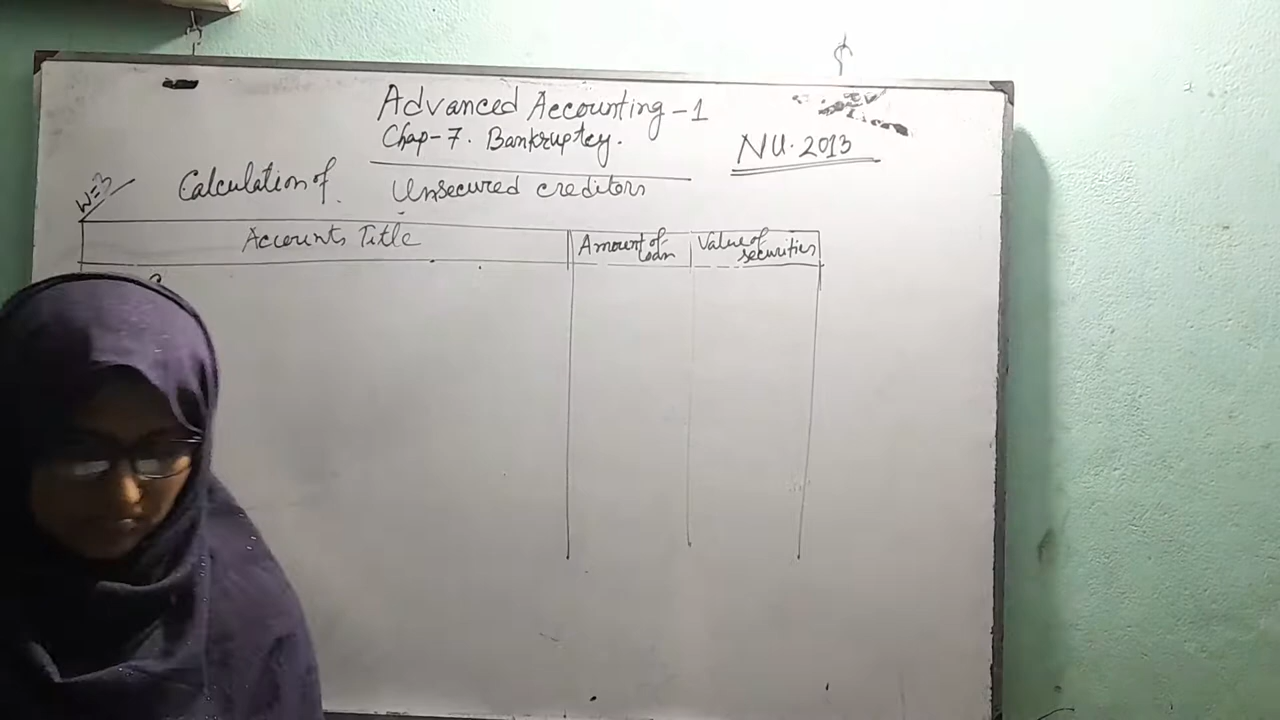 Advanced Accounting-1
Chap-7. Bankruptcy.
NU. 2013
W=3
Calculation of. Unsecured creditors
Accounts Title
Amount of loan
Value of securities